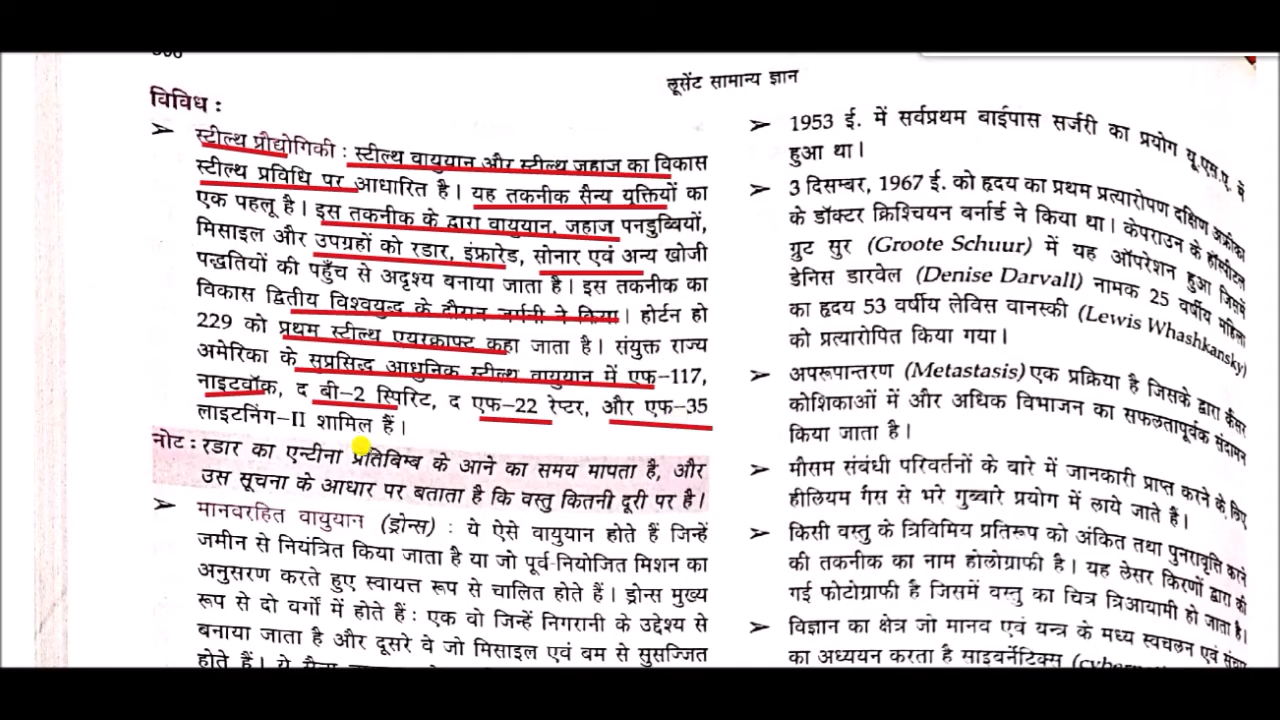 लूसेंट सामान्य ज्ञान
विविध :
➤ स्टील्थ प्रौद्योगिकी : स्टील्थ वायुयान और स्टील्थ जहाज का विकास
स्टील्थ प्रविधि पर आधारित है। यह तकनीक सैन्य यूक्तियों का
एक पहलू है। इस तकनीक के द्वारा वायुयान, जहाज पनडुब्बियों,
मिसाइल और उपग्रहों को रडार, इंफ्रारेड, सोनार एवं अन्य खोजी
पद्धतियों की पहुँच से अदृश्य बनाया जाता है। इस तकनीक का
विकास द्वितीय विश्वयुद्ध के दौरान जर्मनी ने किया। होर्टन हो
229 को प्रथम स्टील्थ एयरक्राफ्ट कहा जाता है। संयुक्त राज्य
अमेरिका के सुप्रसिद्ध आधुनिक स्टील्थ वायुयान में एफ–117,
नाइटवॉक, द बी–2 स्पिरिट, द एफ–22 रेप्टर, और एफ–35
लाइटनिंग–II शामिल हैं।
नोट : रडार का एन्टीना प्रतिबिम्ब के आने का समय मापता है, और
उस सूचना के आधार पर बताता है कि वस्तु कितनी दूरी पर है।
➤ मानवरहित वायुयान (ड्रोन्स) : ये ऐसे वायुयान होते हैं जिन्हें
जमीन से नियंत्रित किया जाता है या जो पूर्व-नियोजित मिशन का
अनुसरण करते हुए स्वायत्त रूप से चालित होते हैं। ड्रोन्स मुख्य
रूप से दो वर्गों में होते हैं : एक वो जिन्हें निगरानी के उद्देश्य से
बनाया जाता है और दूसरे वे जो मिसाइल एवं बम से सुसज्जित
होते हैं। ये
➤ 1953 ई. में सर्वप्रथम बाईपास सर्जरी का प्रयोग यू.एस.ए. में
हुआ था।
➤ 3 दिसम्बर, 1967 ई. को हृदय का प्रथम प्रत्यारोपण दक्षिण अफ्रीका
के डॉक्टर क्रिश्चियन बर्नार्ड ने किया था। केपराउन के हॉस्पीटल
ग्रुट सुर (Groote Schuur) में यह ऑपरेशन हुआ जिसमें
डेनिस डारवेल (Denise Darvall) नामक 25 वर्षीय महिला
का हृदय 53 वर्षीय लेविस वानस्की (Lewis Whashkansky)
को प्रत्यारोपित किया गया।
➤ अपरूपान्तरण (Metastasis) एक प्रक्रिया है जिसके द्वारा कैंसर
कोशिकाओं में और अधिक विभाजन का सफलतापूर्वक संदामन
किया जाता है।
➤ मौसम संबंधी परिवर्तनों के बारे में जानकारी प्राप्त करने के लिए
हीलियम गैस से भरे गुब्बारे प्रयोग में लाये जाते हैं।
➤ किसी वस्तु के त्रिविमिय प्रतिरूप को अंकित तथा पुनरावृत्ति करने
की तकनीक का नाम होलोग्राफी है। यह लेसर किरणों द्वारा की
गई फोटोग्राफी है जिसमें वस्तु का चित्र त्रिआयामी हो जाता है।
➤ विज्ञान का क्षेत्र जो मानव एवं यन्त्र के मध्य स्वचलन एवं संचार
का अध्ययन करता है साइबर्नेटिक्स